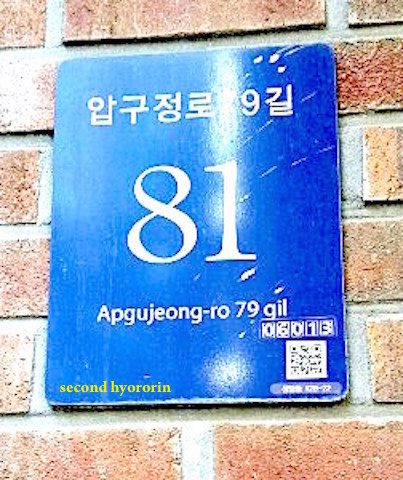 압구정로79길
81
Apgujeong-ro 79 gil
06013
second hyororin